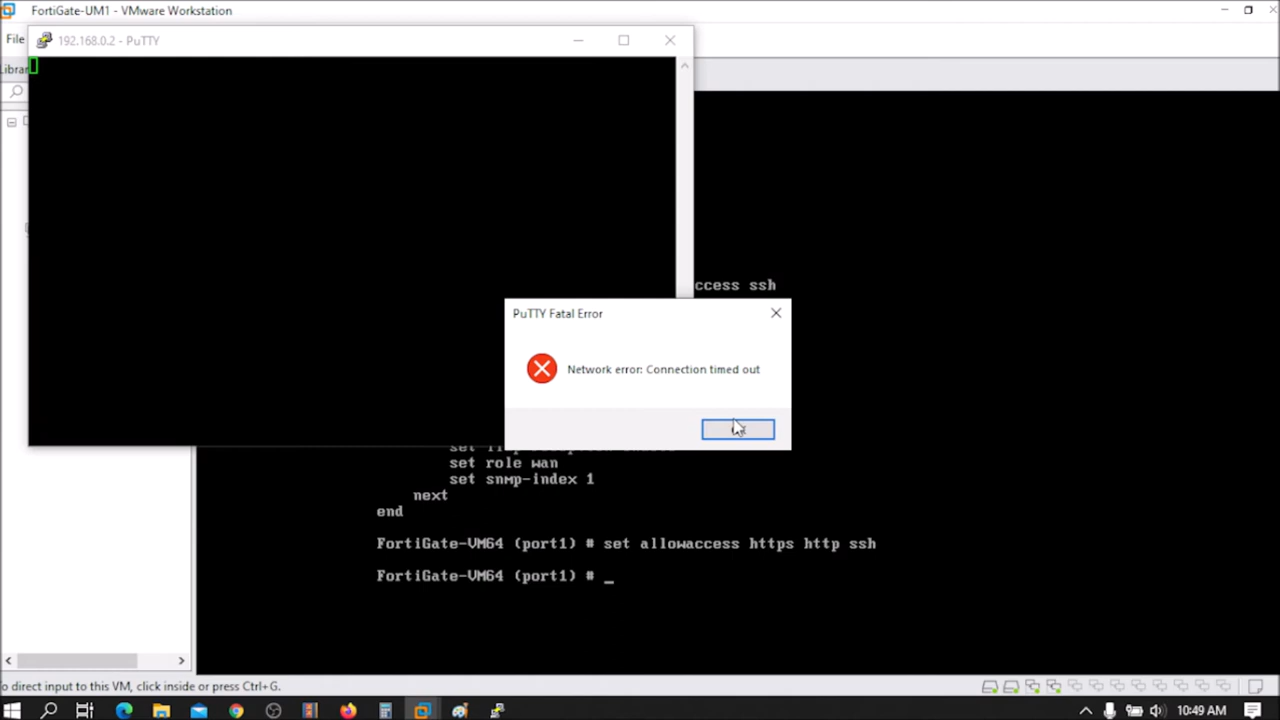 FortiGate-UM1 - VMware Workstation
File
192.168.0.2 - PuTTY
Librar
ccess ssh
PuTTY Fatal Error
Network error: Connection timed out
set role wan
set snmp-index 1
next
end
FortiGate-VM64 (port1) # set allowaccess https http ssh
FortiGate-VM64 (port1) # _
o direct input to this VM, click inside or press Ctrl+G.
10:49 AM